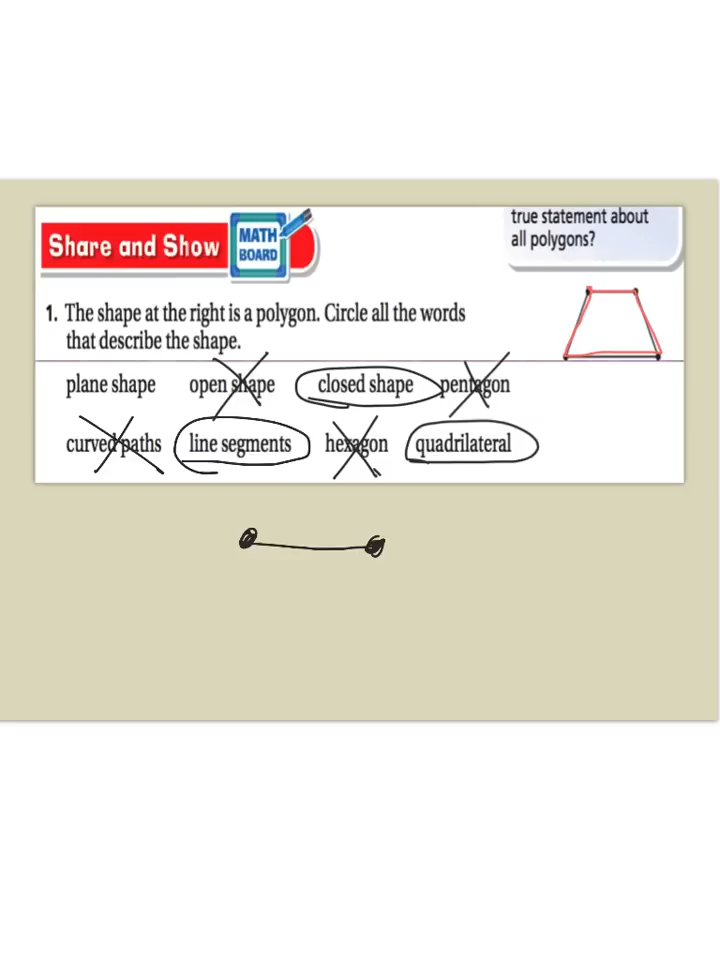 true statement about
all polygons?
Share and Show
MATH
BOARD
1. The shape at the right is a polygon. Circle all the words
that describe the shape.
plane shape open shape closed shape pentagon
curved paths line segments hexagon quadrilateral